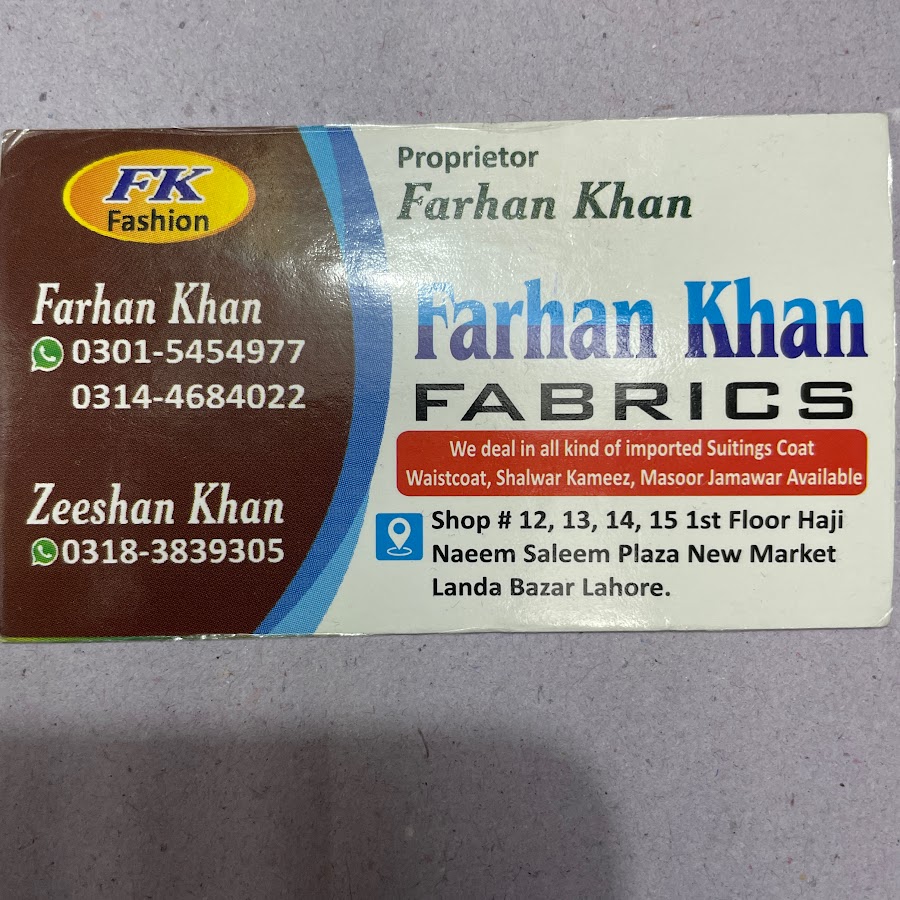 FK
Fashion
Farhan Khan
0301-5454977
0314-4684022
Zeeshan Khan
0318-3839305
Proprietor
Farhan Khan
Farhan Khan
FABRICS
We deal in all kind of imported Suitings Coat
Waistcoat, Shalwar Kameez, Masoor Jamawar Available
Shop # 12, 13, 14, 15 1st Floor Haji
Naeem Saleem Plaza New Market
Landa Bazar Lahore.